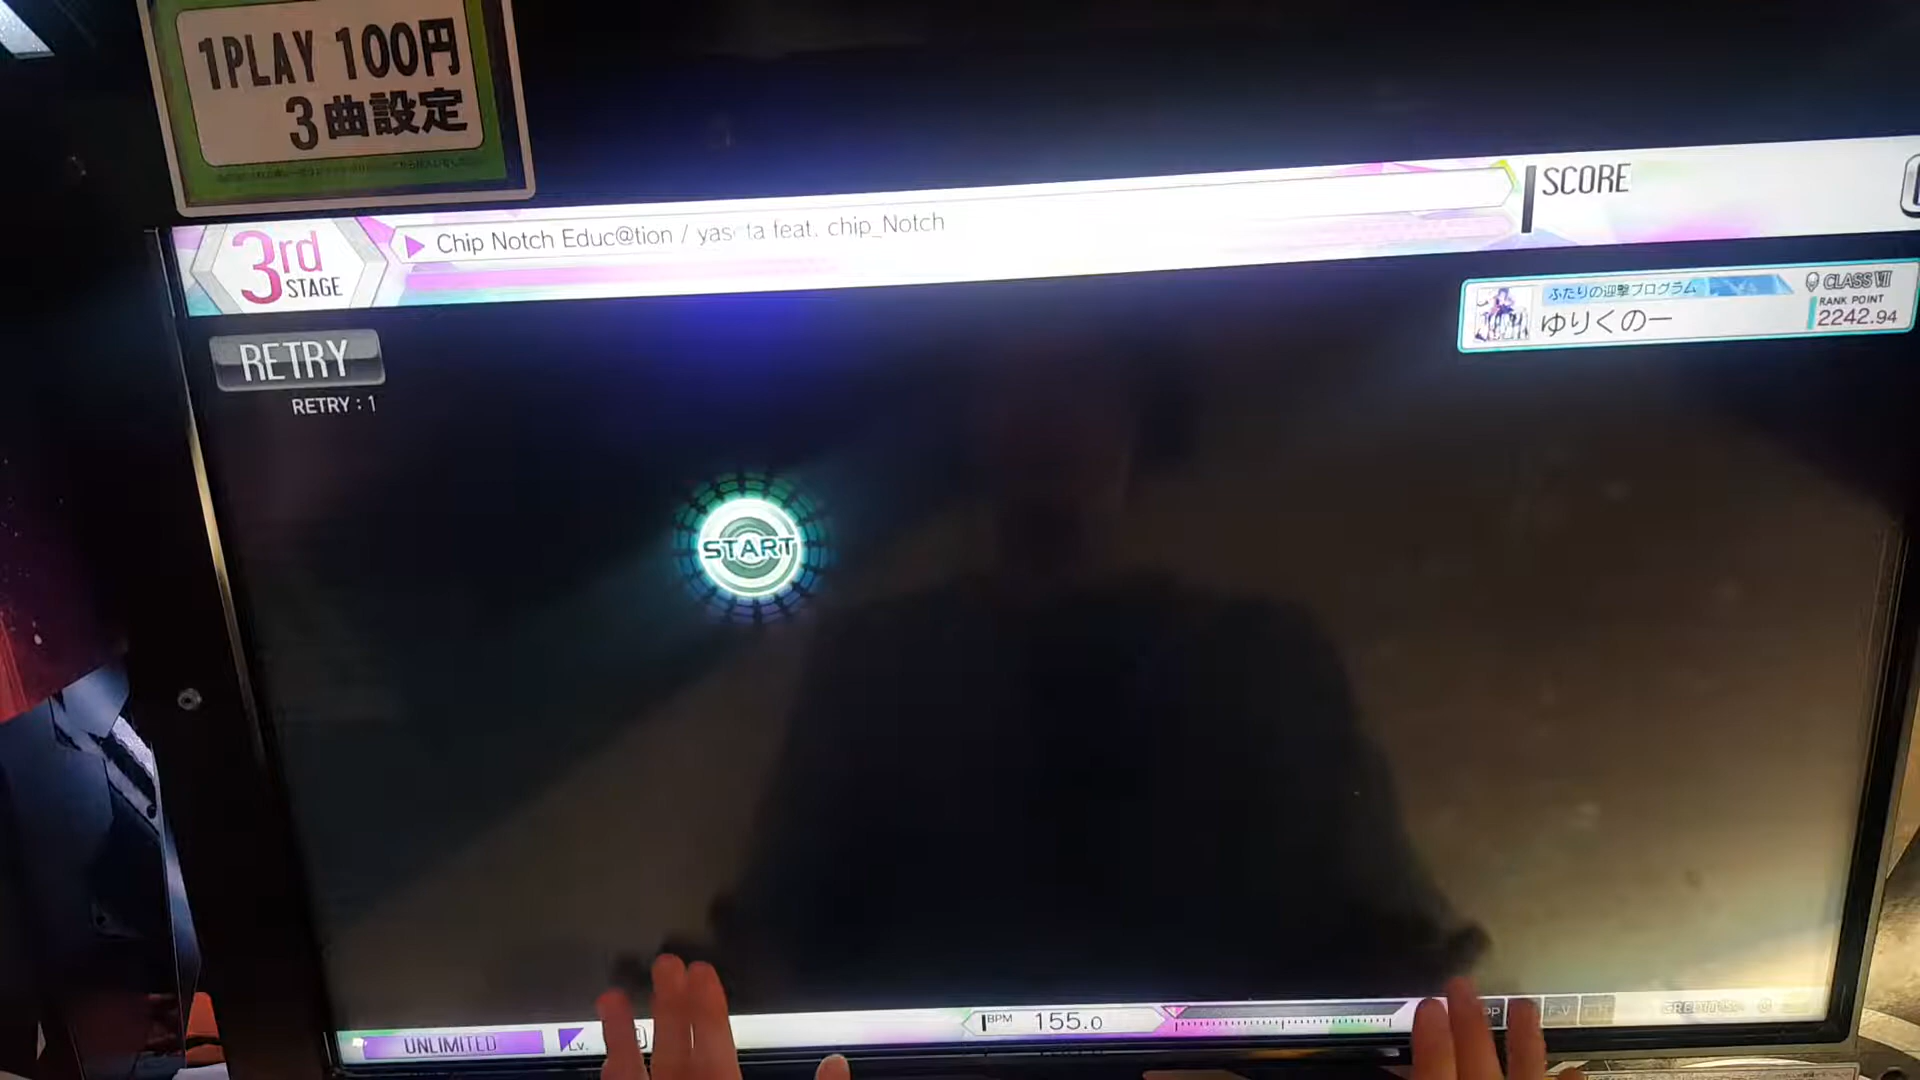 1PLAY 100円
3曲設定
3rd
STAGE
Chip Notch Educ@tion / feat. chip_Notch
SCORE
ふたりの迎撃プログラム
CLASS VII
ゆりくのー
RANK POINT
2242.94
RETRY
RETRY : 1
START
UNLIMITED
Lv.
BPM 155.0